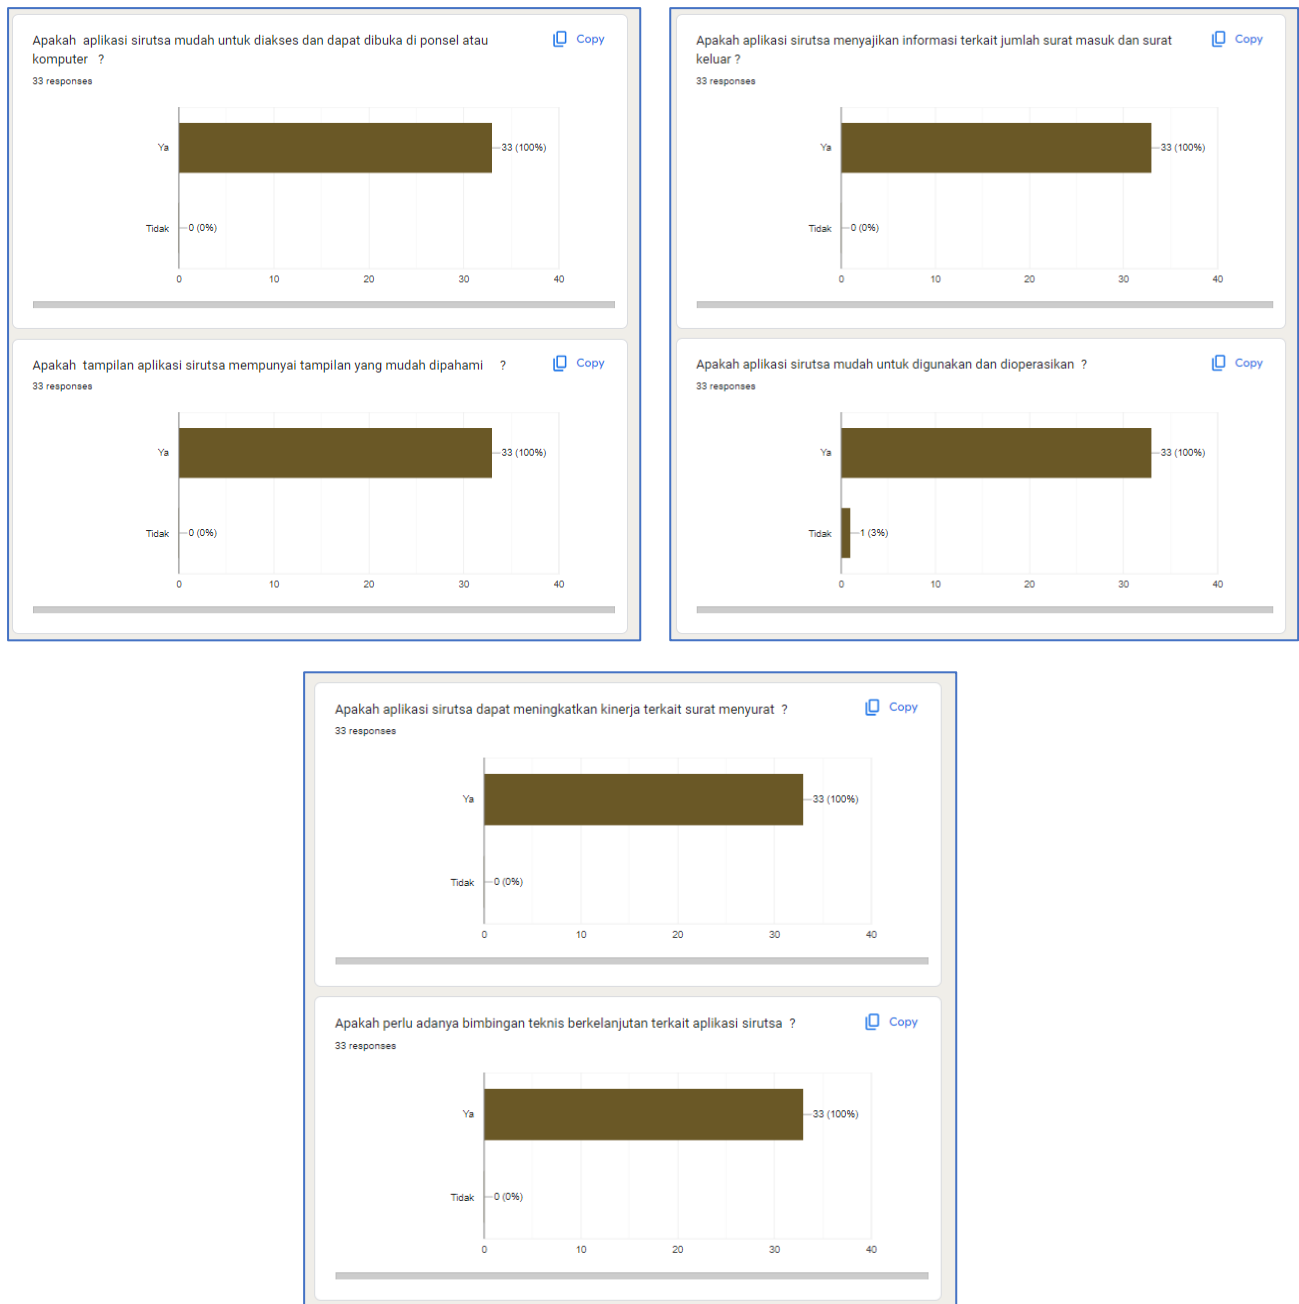 Apakah  aplikasi sirutsa mudah untuk diakses dan dapat dibuka di ponsel atau
komputer  ?
Copy
33 responses
Ya
33 (100%)
Tidak
0 (0%)
0 10 20 30 40
Apakah  tampilan aplikasi sirutsa mempunyai tampilan yang mudah dipahami    ?
Copy
33 responses
Ya
33 (100%)
Tidak
0 (0%)
0 10 20 30 40
Apakah aplikasi sirutsa menyajikan informasi terkait jumlah surat masuk dan surat
keluar ?
Copy
33 responses
Ya
33 (100%)
Tidak
0 (0%)
0 10 20 30 40
Apakah aplikasi sirutsa mudah untuk digunakan dan dioperasikan  ?
Copy
33 responses
Ya
33 (100%)
Tidak
1 (3%)
0 10 20 30 40
Apakah aplikasi sirutsa dapat meningkatkan kinerja terkait surat menyurat  ?
Copy
33 responses
Ya
33 (100%)
Tidak
0 (0%)
0 10 20 30 40
Apakah perlu adanya bimbingan teknis berkelanjutan terkait aplikasi sirutsa  ?
Copy
33 responses
Ya
33 (100%)
Tidak
0 (0%)
0 10 20 30 40